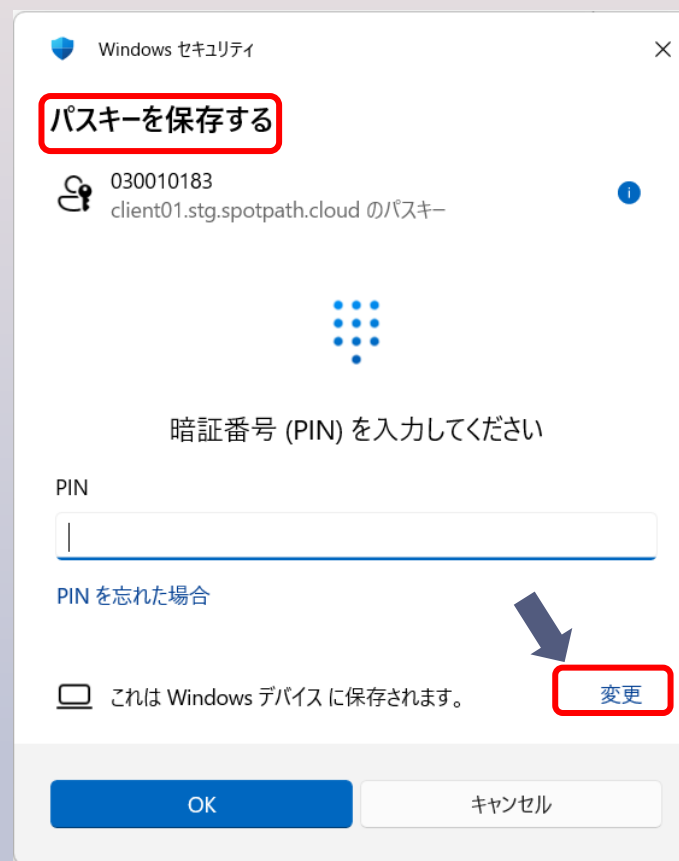 Windows セキュリティ
パスキーを保存する
030010183
client01.stg.spotpath.cloud のパスキー
暗証番号 (PIN) を入力してください
PIN
PIN を忘れた場合
これは Windows デバイス に保存されます。
変更
OK
キャンセル